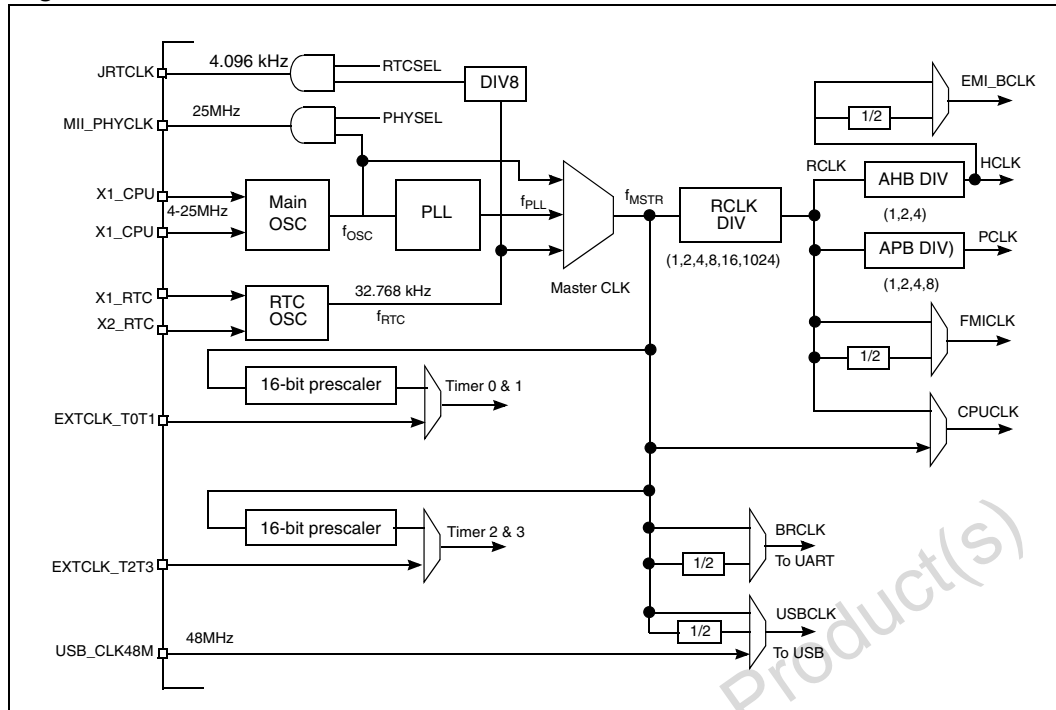 JRTCLK
4.096 kHz
RTCSEL
DIV8
EMI_BCLK
MII_PHYCLK
25MHz
PHYSEL
1/2
X1_CPU
4-25MHz
X1_CPU
Main
OSC
fOSC
PLL
fPLL
fMSTR
Master CLK
RCLK
DIV
(1,2,4,8,16,1024)
RCLK
AHB DIV
(1,2,4)
HCLK
APB DIV)
(1,2,4,8)
PCLK
X1_RTC
X2_RTC
RTC
OSC
32.768 kHz
fRTC
1/2
FMICLK
16-bit prescaler
Timer 0 & 1
EXTCLK_T0T1
CPUCLK
16-bit prescaler
Timer 2 & 3
EXTCLK_T2T3
BRCLK
1/2
To UART
USBCLK
1/2
To USB
USB_CLK48M
48MHz
Product(s)